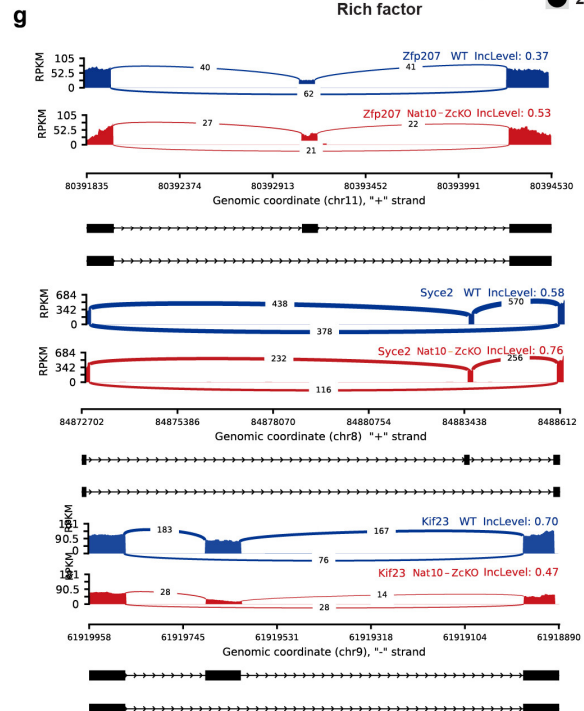 g
Rich factor
2
Zfp207 WT IncLevel: 0.37
RPKM
105
52.5
0
40
41
62
Zfp207 Nat10-ZcKO IncLevel: 0.53
RPKM
105
52.5
0
27
22
21
80391835 80392374 80392913 80393452 80393991 80394530
Genomic coordinate (chr11), "+" strand
Syce2 WT IncLevel: 0.58
RPKM
684
342
0
438
570
378
Syce2 Nat10-ZcKO IncLevel: 0.76
RPKM
684
342
0
232
256
116
84872702 84875386 84878070 84880754 84883438 84888612
Genomic coordinate (chr8) "+" strand
Kif23 WT IncLevel: 0.70
RPKM
181
90.5
0
183
167
76
Kif23 Nat10-ZcKO IncLevel: 0.47
RPKM
90.5
0
28
14
28
61919958 61919745 61919531 61919318 61919104 61918890
Genomic coordinate (chr9), "-" strand